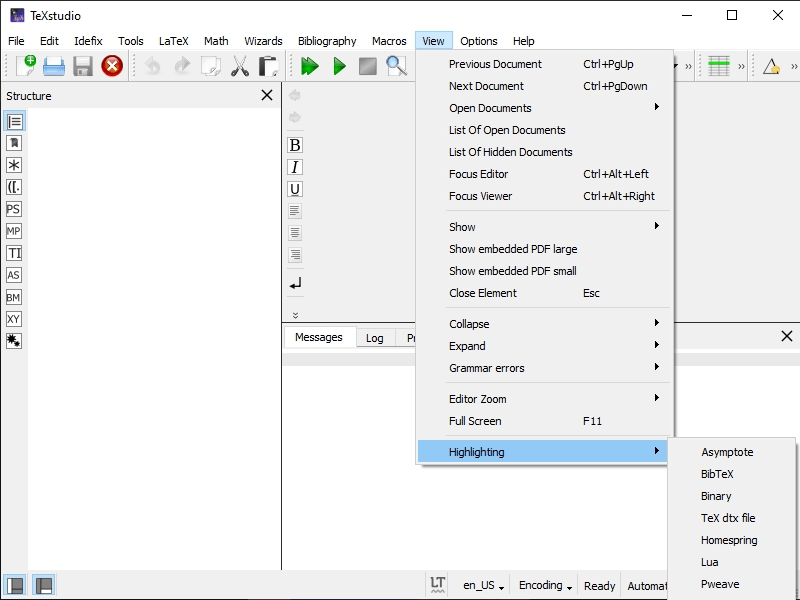 TeXstudio
File Edit Idefix Tools LaTeX Math Wizards Bibliography Macros View Options Help
Structure
Previous Document Ctrl+PgUp
Next Document Ctrl+PgDown
Open Documents
List Of Open Documents
List Of Hidden Documents
Focus Editor Ctrl+Alt+Left
Focus Viewer Ctrl+Alt+Right
Show
Show embedded PDF large
Show embedded PDF small
Close Element Esc
Collapse
Expand
Grammar errors
Editor Zoom
Full Screen F11
Highlighting
Asymptote
BibTeX
Binary
TeX dtx file
Homespring
Lua
Pweave
B
I
U
([.
PS
MP
TI
AS
BM
XY
Messages Log Pr
LT en_US Encoding Ready Automat